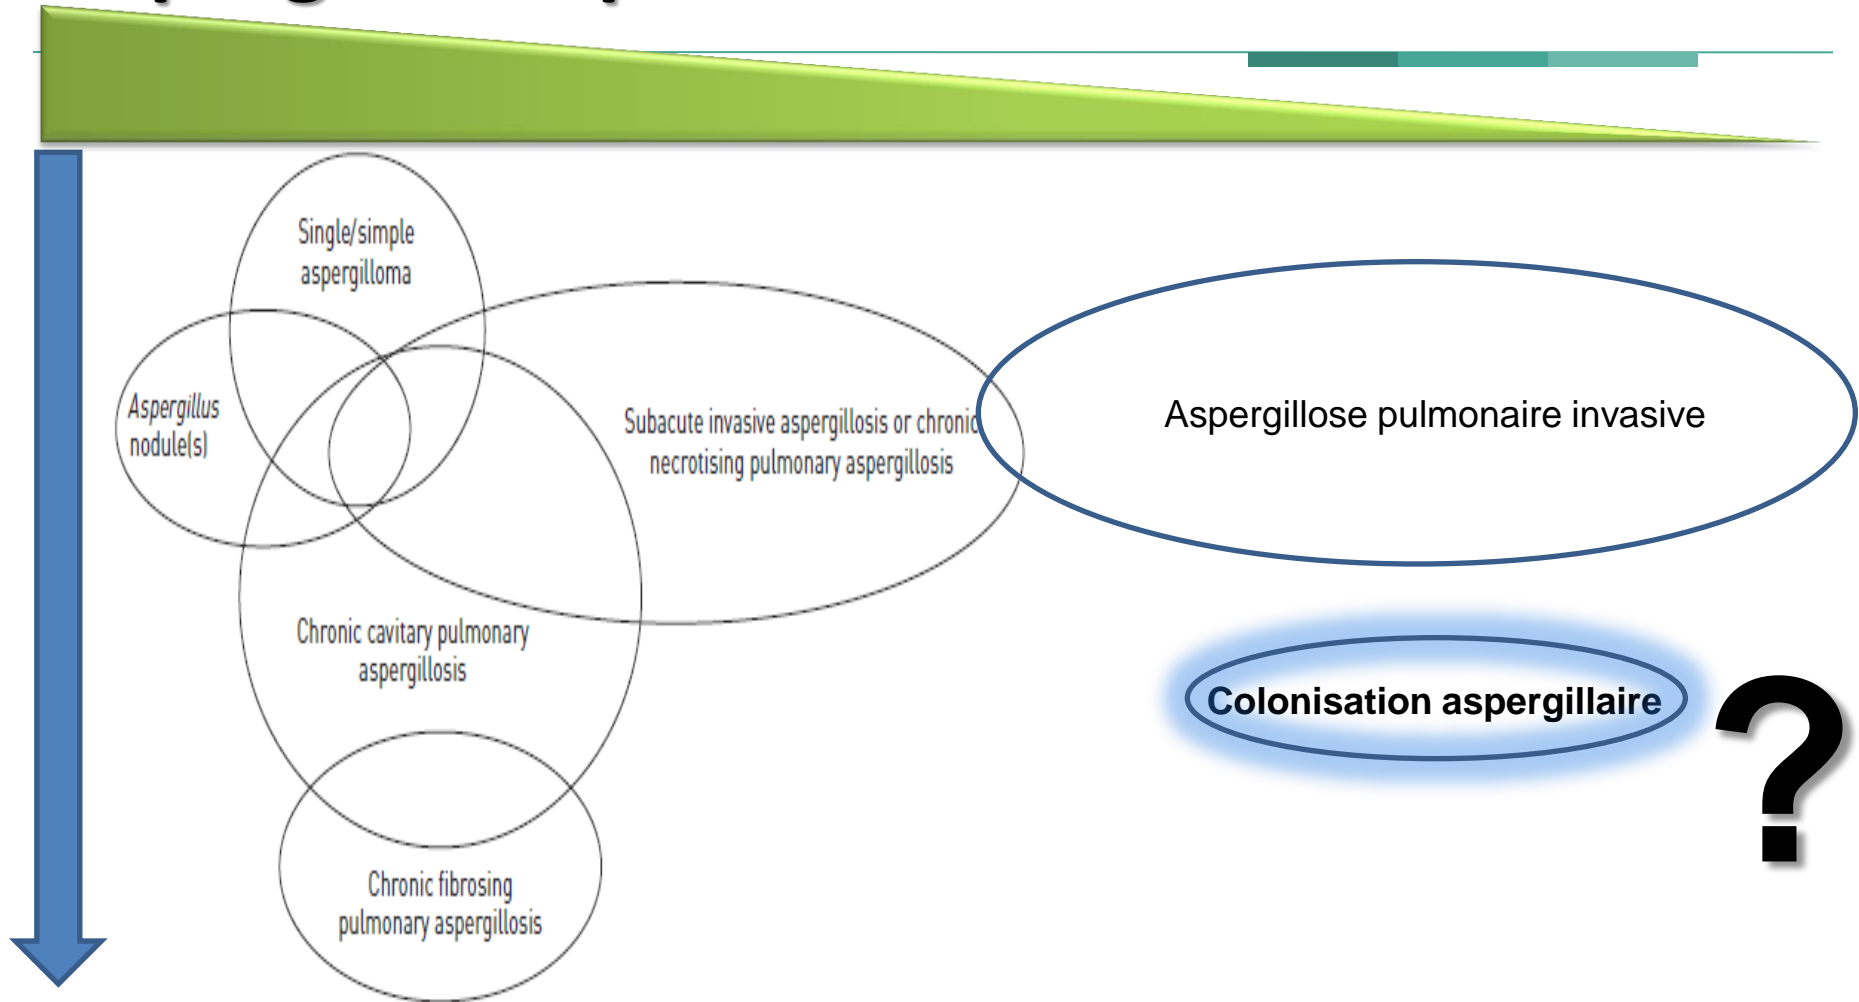 Single/simple
aspergilloma
Aspergillus
nodule(s)
Subacute invasive aspergillosis or chronic
necrotising pulmonary aspergillosis
Aspergillose pulmonaire invasive
Chronic cavitary pulmonary
aspergillosis
Colonisation aspergillaire
?
Chronic fibrosing
pulmonary aspergillosis